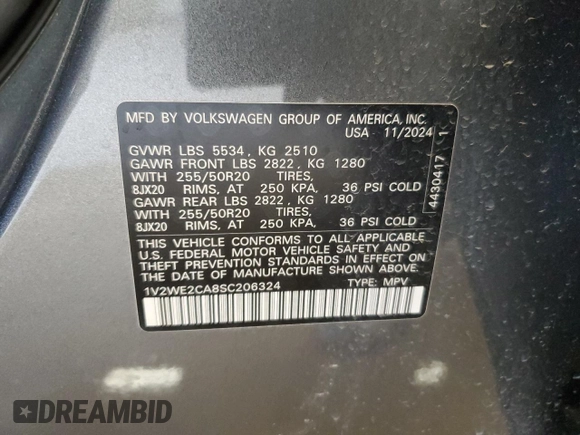 MFD BY VOLKSWAGEN GROUP OF AMERICA, INC.
USA 11/2024
GVWR LBS 5534, KG 2510
GAWR FRONT LBS 2822, KG 1280
WITH 255/50R20 TIRES,
8JX20 RIMS, AT 250 KPA, 36 PSI COLD
GAWR REAR LBS 2822, KG 1280
WITH 255/50R20 TIRES,
8JX20 RIMS, AT 250 KPA, 36 PSI COLD
THIS VEHICLE CONFORMS TO ALL APPLICABLE
U.S. FEDERAL MOTOR VEHICLE SAFETY AND
THEFT PREVENTION STANDARDS IN EFFECT ON
THE DATE OF MANUFACTURE SHOWN ABOVE.
1V2WE2CA8SC206324 TYPE: MPV
4430417 1
DREAMBID